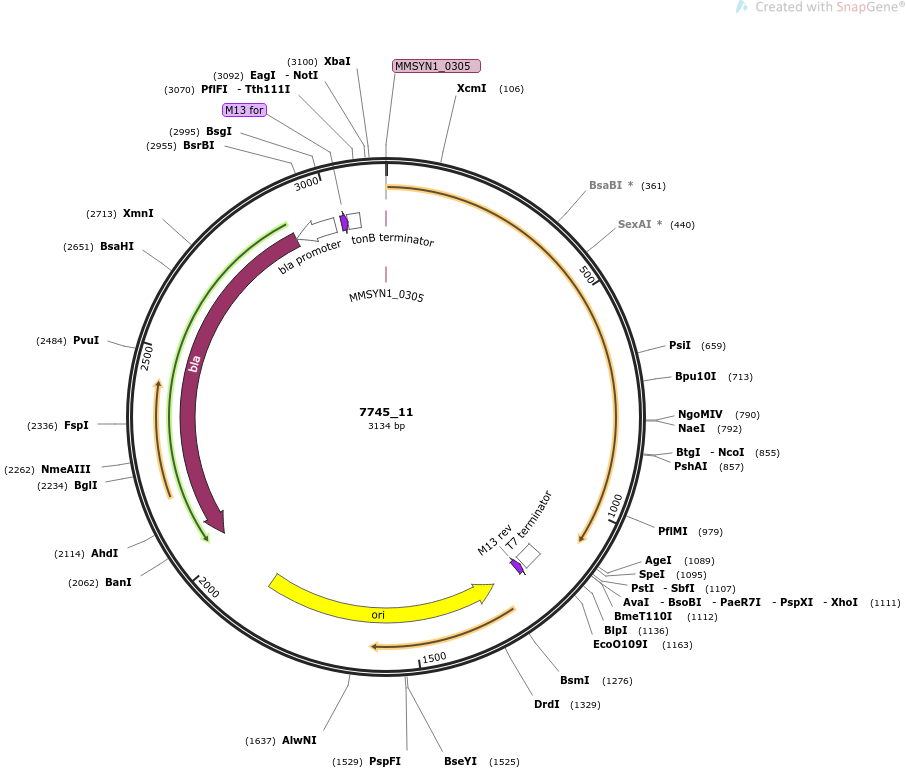 Created with SnapGene®
(3100) XbaI
MMSYN1_0305
(3092) EagI - NotI
XcmI (106)
(3070) PflFI - Tth111I
M13 for
(2995) BsgI
(2955) BsrBI
3000
BsaBI * (361)
(2713) XmnI
SexAI * (440)
tonB terminator
bla promoter
(2651) BsaHI
500
MMSYN1_0305
(2484) PvuI
PsiI (659)
2500
bla
Bpu10I (713)
7745_11
3134 bp
NgoMIV (790)
(2336) FspI
NaeI (792)
BtgI - NcoI (855)
(2262) NmeAIII
PshAI (857)
(2234) BglI
1000
T7 terminator
M13 rev
PflMI (979)
(2114) AhdI
AgeI (1089)
SpeI (1095)
(2062) BanI
2000
PstI - SbfI (1107)
AvaI - BsoBI - PaeR7I - PspXI - XhoI (1111)
ori
BmeT110I (1112)
BlpI (1136)
EcoO109I (1163)
1500
BsmI (1276)
DrdI (1329)
(1637) AlwNI
(1529) PspFI
BseYI (1525)